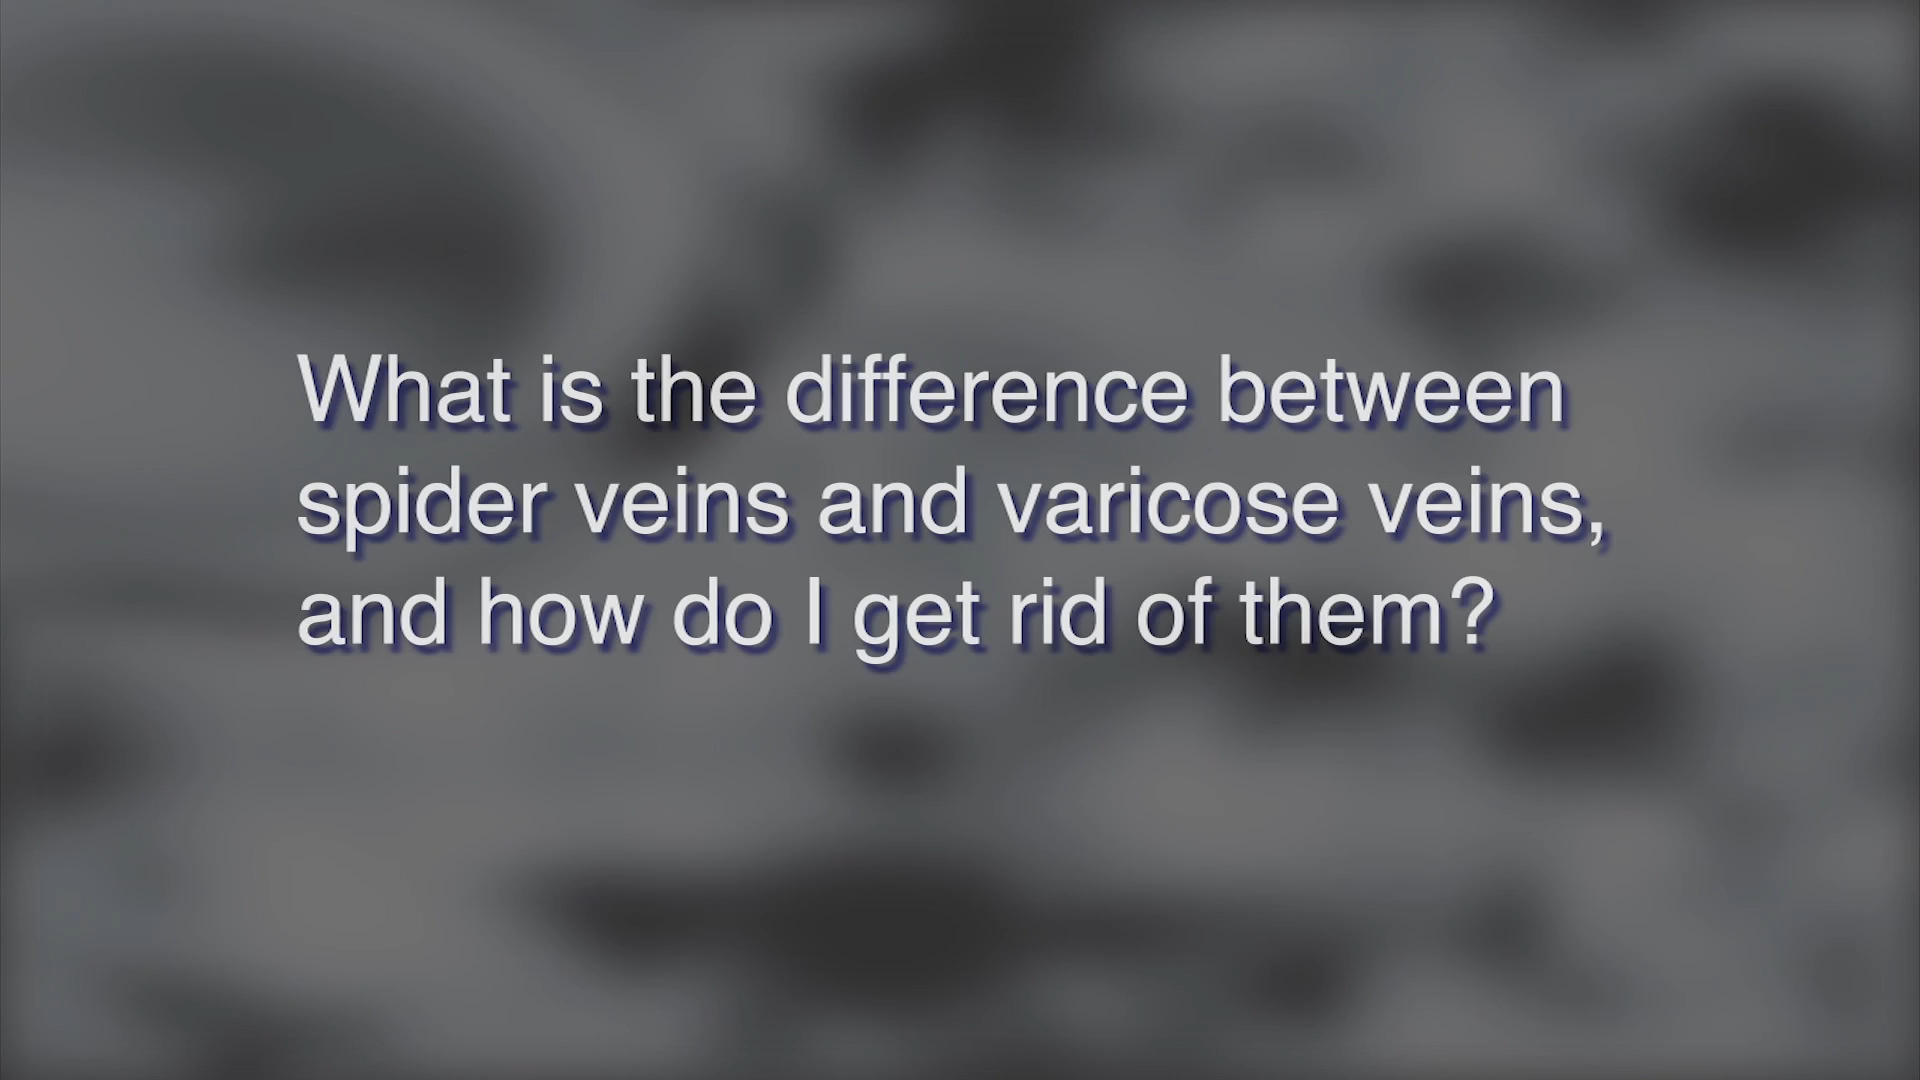 What is the difference between
spider veins and varicose veins,
and how do I get rid of them?